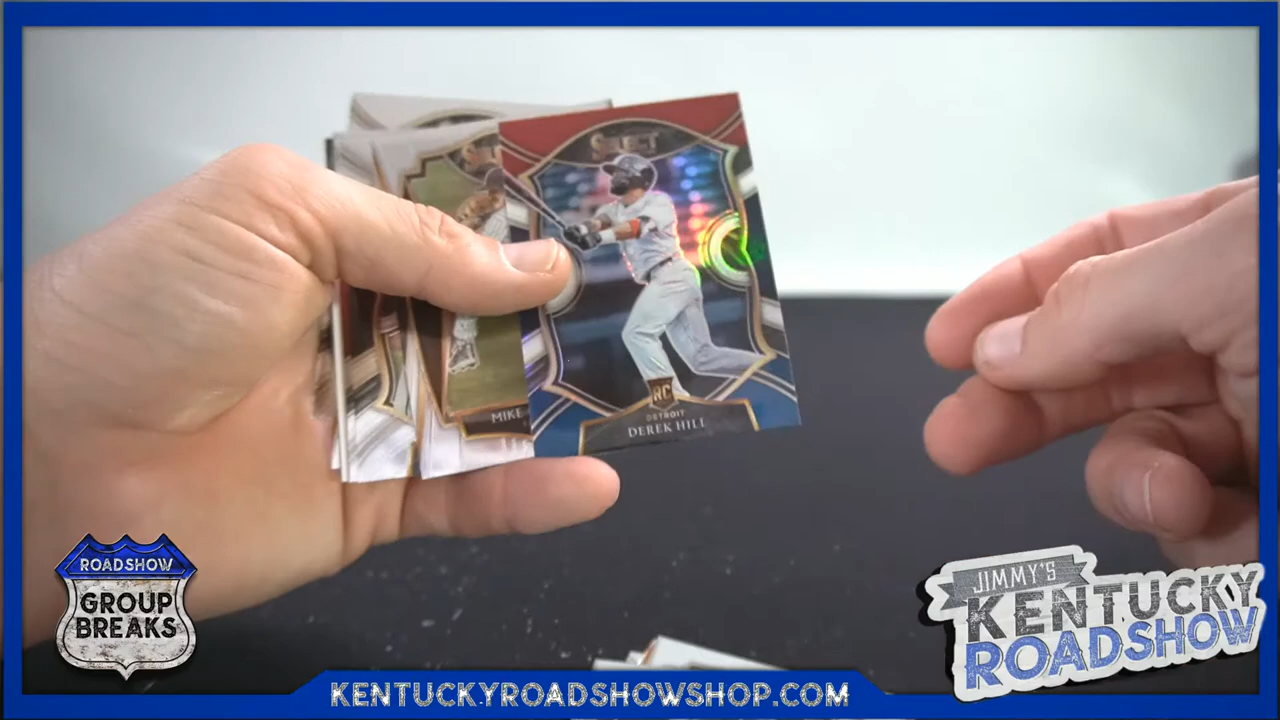 SELECT
MIKE
RC
DETROIT
DEREK HILL
ROADSHOW
GROUP
BREAKS
JIMMY'S
KENTUCKY
ROADSHOW
KENTUCKYROADSHOWSHOP.COM